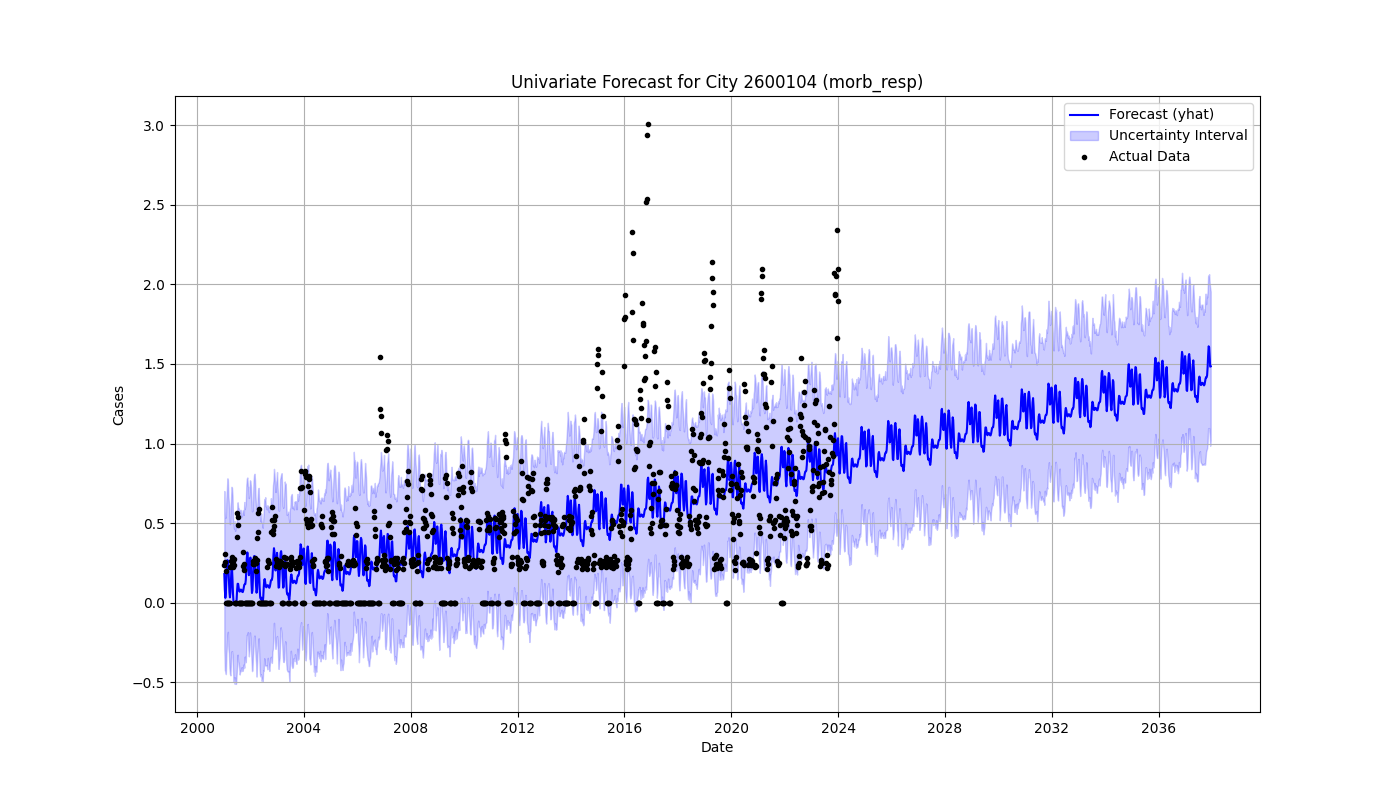 Univariate Forecast for City 2600104 (morb_resp)
Forecast (yhat)
Uncertainty Interval
Actual Data
Cases
3.0
2.5
2.0
1.5
1.0
0.5
0.0
−0.5
2000 2004 2008 2012 2016 2020 2024 2028 2032 2036
Date